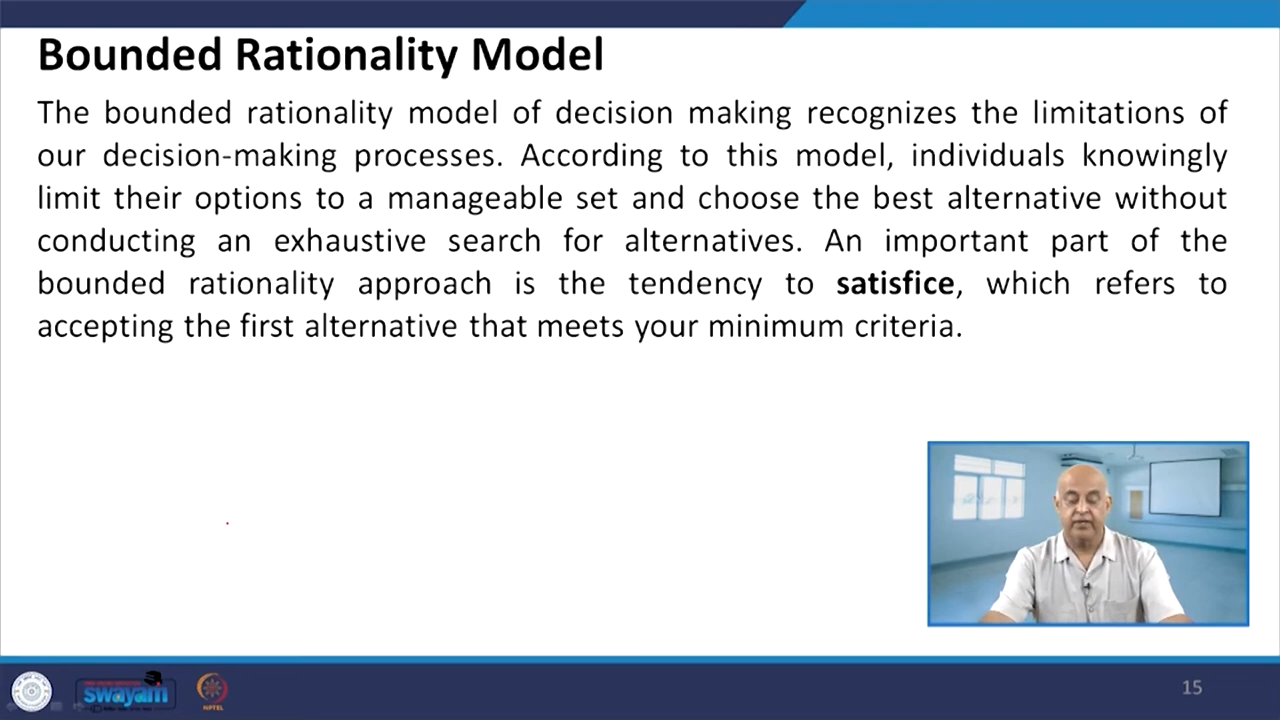 Bounded Rationality Model
The bounded rationality model of decision making recognizes the limitations of
our decision-making processes. According to this model, individuals knowingly
limit their options to a manageable set and choose the best alternative without
conducting an exhaustive search for alternatives. An important part of the
bounded rationality approach is the tendency to satisfice, which refers to
accepting the first alternative that meets your minimum criteria.
swayam
NPTEL
15